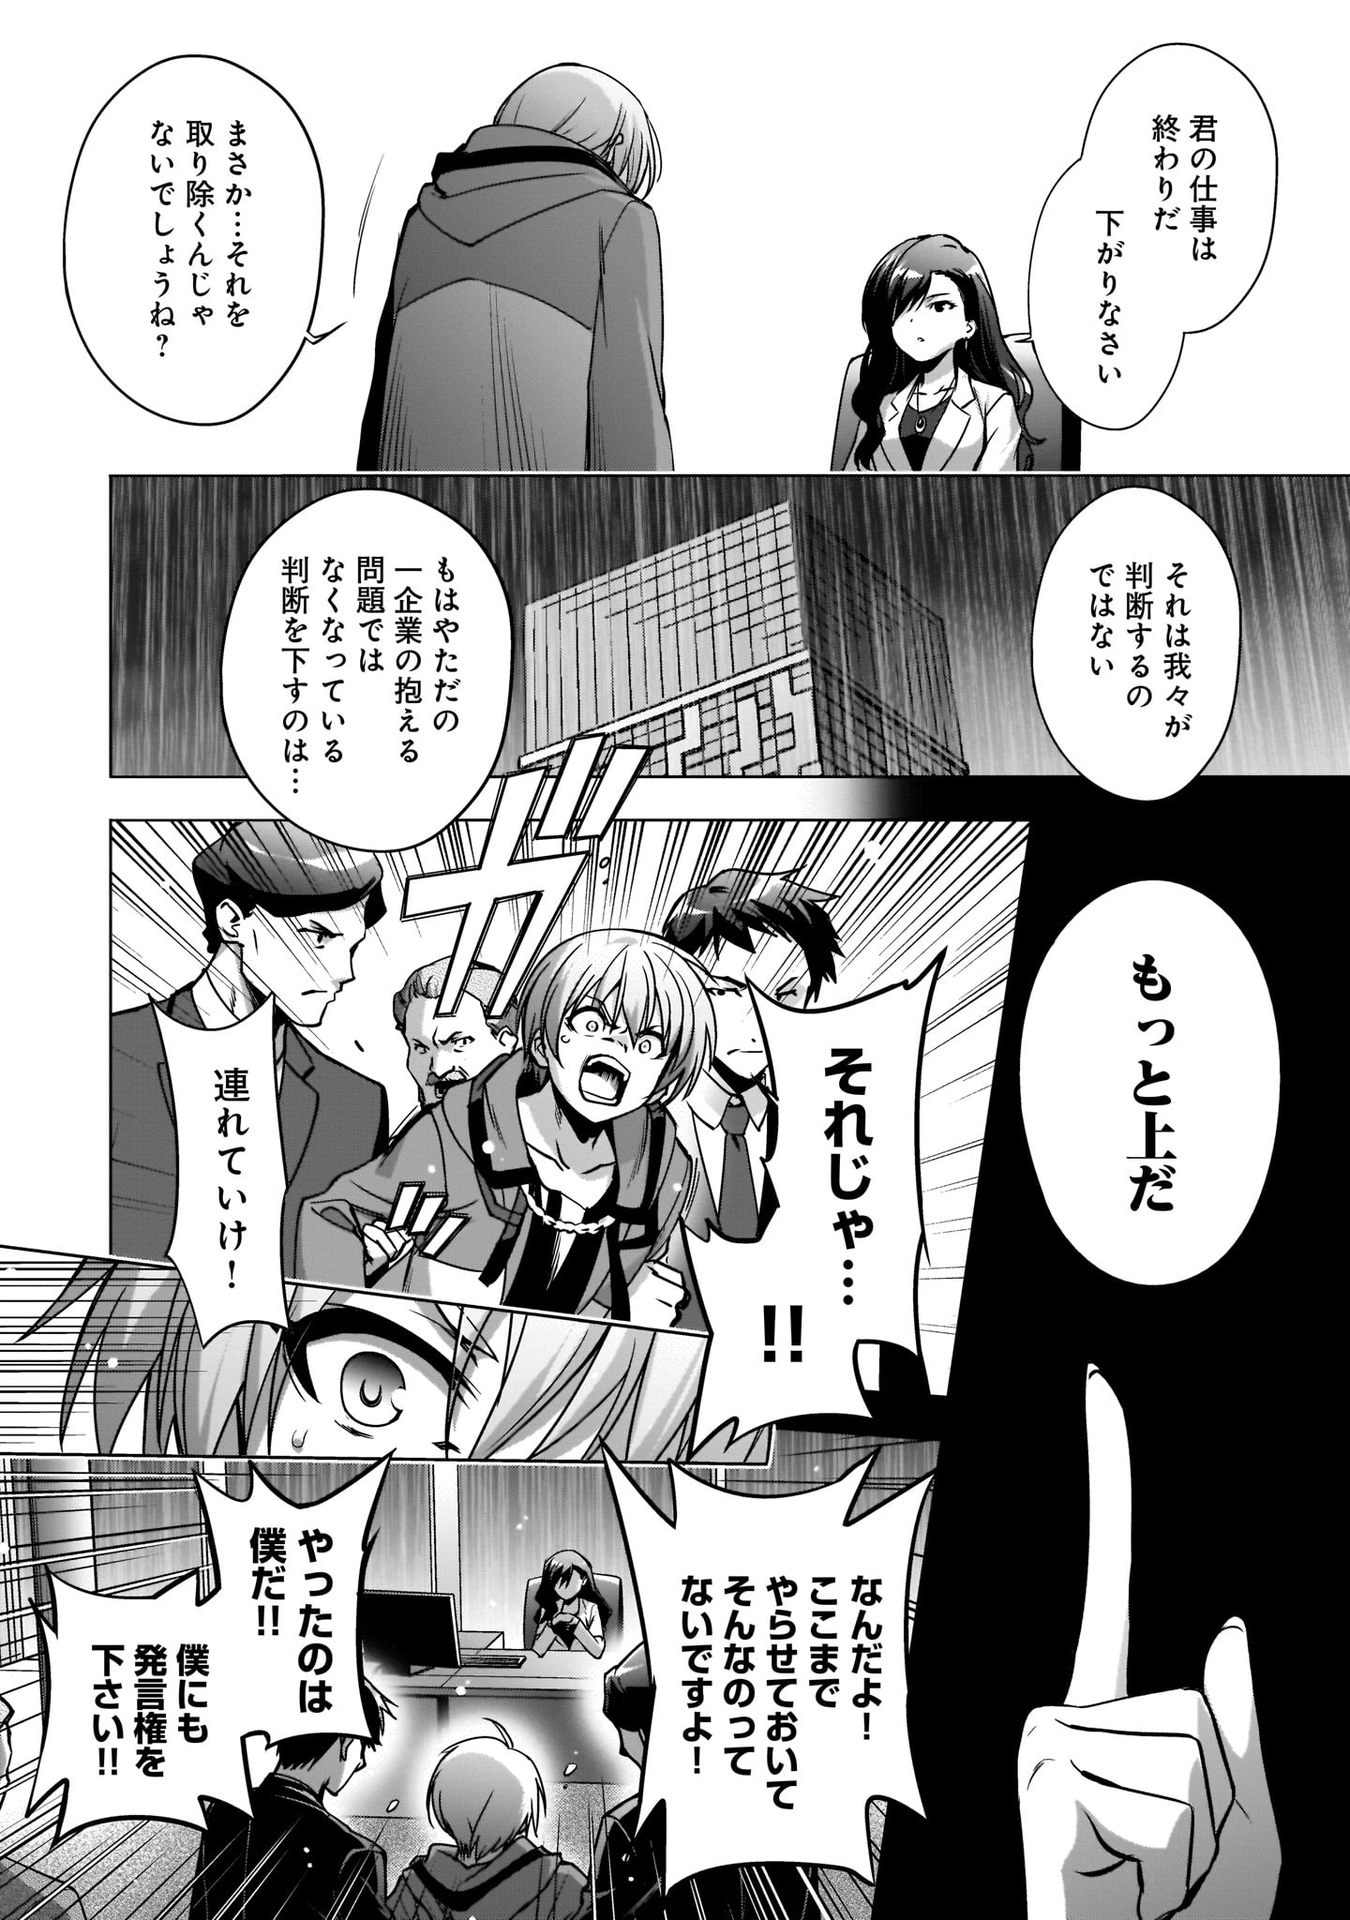 君の仕事は
終わりだ
下がりなさい
まさか…それを
取り除くんじゃ
ないでしょうね？
それは我々が
判断するの
ではない
もはやただの
一企業の抱える
問題では
なくなっている
判断を下すのは…
もっと上だ
ガ
それじゃ…
!!
ガッ
連れていけ！
なんだよ！
ここまで
やらせておいて
そんなのって
ないですよ！
やったのは
僕だ!!
僕にも
発言権を
下さい!!